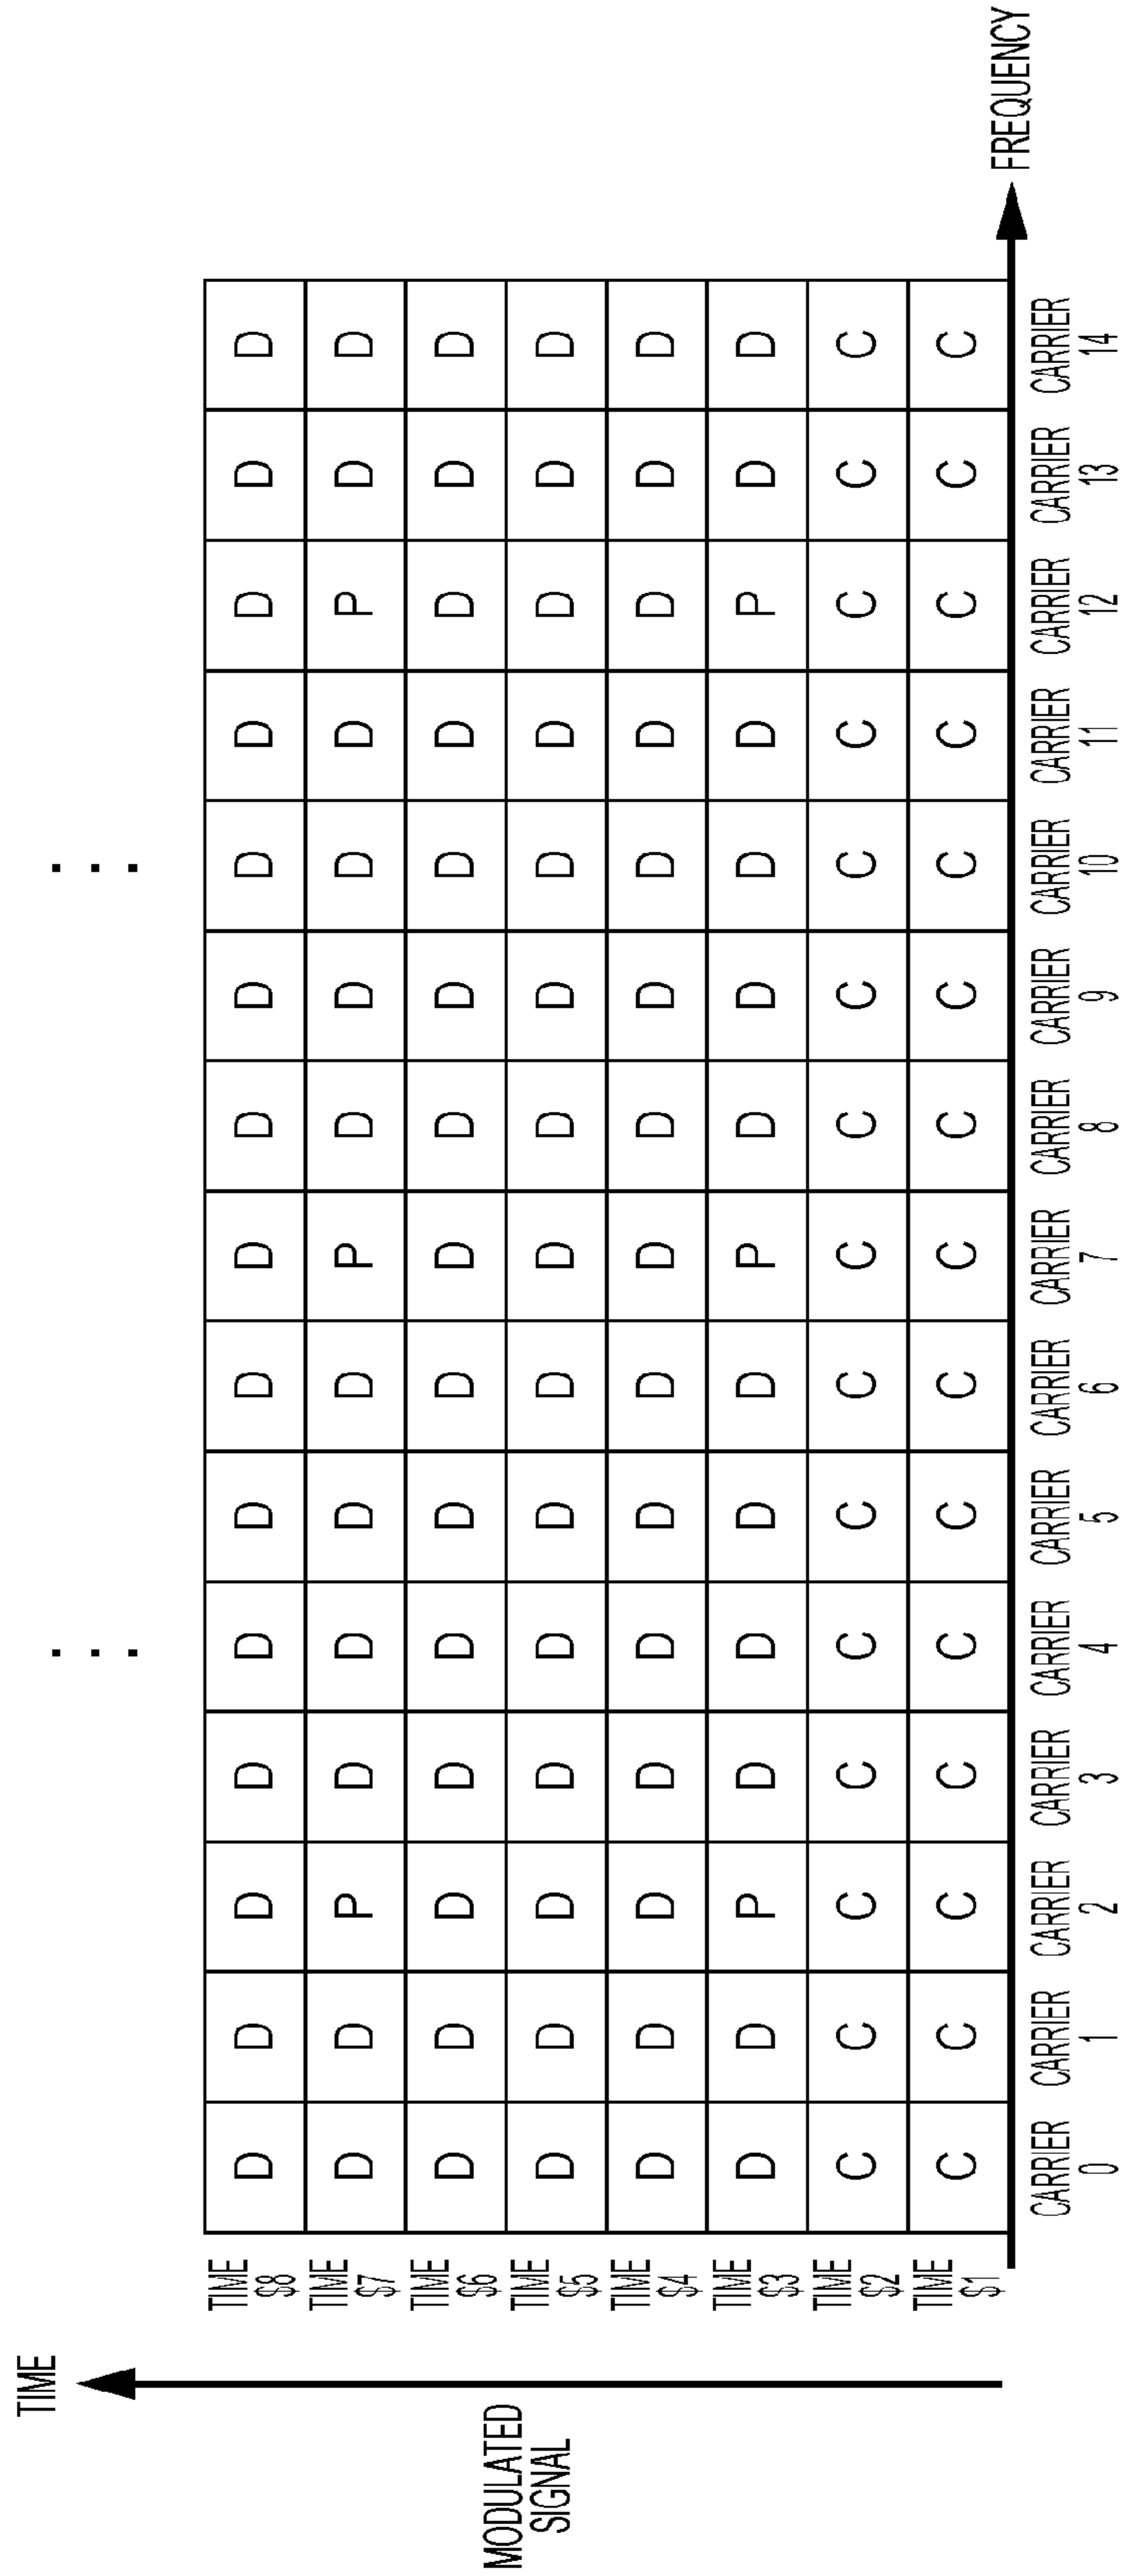 TIME
MODULATED
SIGNAL
. . . . . .
TIME $8 D D D D D D D D D D D D D D D
TIME $7 D D P D D D D P D D D D P D D
TIME $6 D D D D D D D D D D D D D D D
TIME $5 D D D D D D D D D D D D D D D
TIME $4 D D D D D D D D D D D D D D D
TIME $3 D D P D D D D P D D D D P D D
TIME $2 C C C C C C C C C C C C C C C
TIME $1 C C C C C C C C C C C C C C C
CARRIER CARRIER CARRIER CARRIER CARRIER CARRIER CARRIER CARRIER CARRIER CARRIER CARRIER CARRIER CARRIER CARRIER CARRIER
0 1 2 3 4 5 6 7 8 9 10 11 12 13 14
FREQUENCY